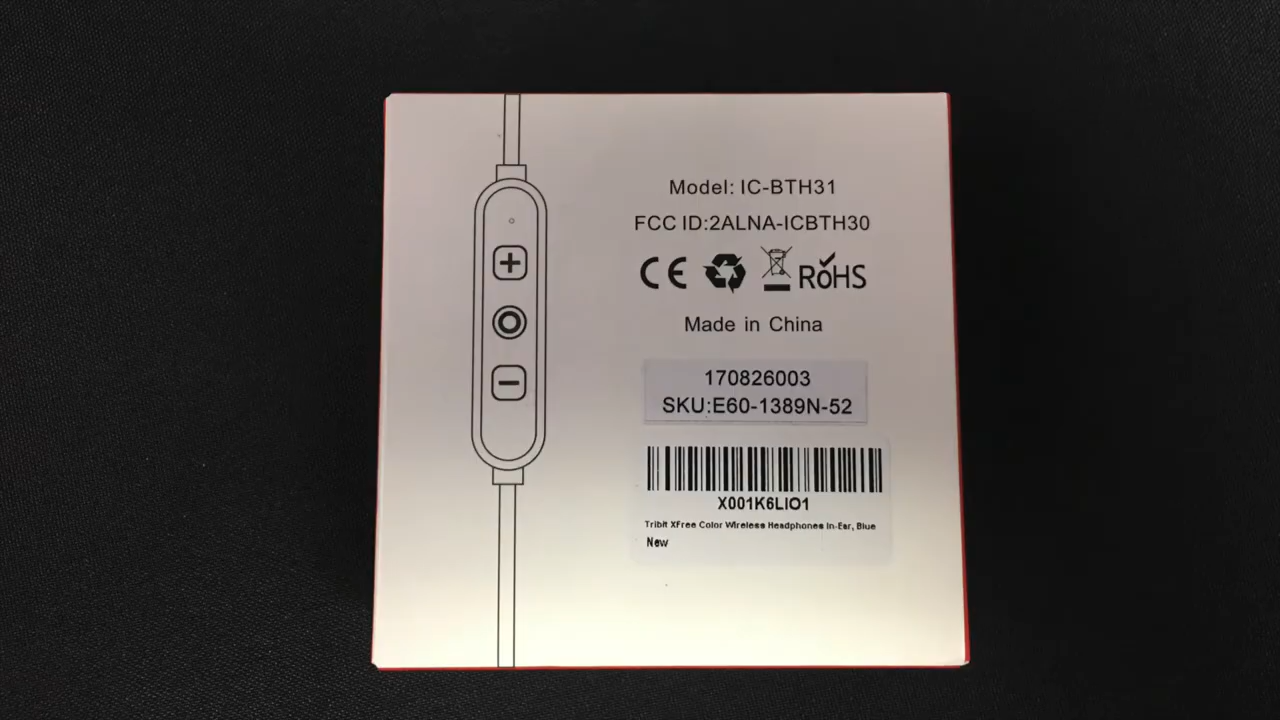 Model: IC-BTH31
FCC ID:2ALNA-ICBTH30
CE RoHS
Made in China
170826003
SKU:E60-1389N-52
X001K6LIO1
Tribit XFree Color Wireless Headphones In-Ear, Blue
New